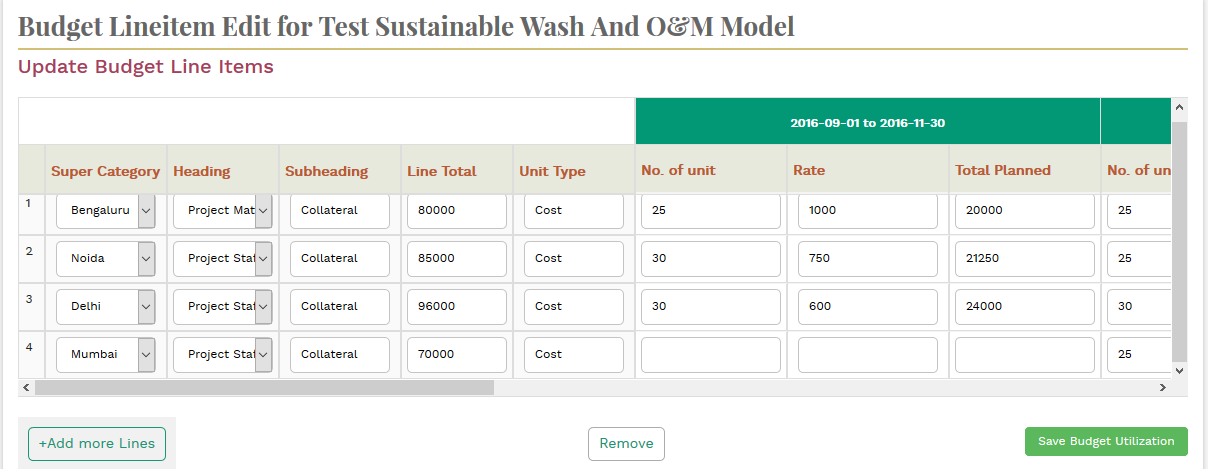 Budget Lineitem Edit for Test Sustainable Wash And O&M Model
Update Budget Line Items
2016-09-01 to 2016-11-30
Super Category Heading Subheading Line Total Unit Type No. of unit Rate Total Planned No. of un
1 Bengaluru Project Mat Collateral 80000 Cost 25 1000 20000 25
2 Noida Project Staf Collateral 85000 Cost 30 750 21250 25
3 Delhi Project Staf Collateral 96000 Cost 30 600 24000 30
4 Mumbai Project Staf Collateral 70000 Cost 25
+Add more Lines Remove Save Budget Utilization